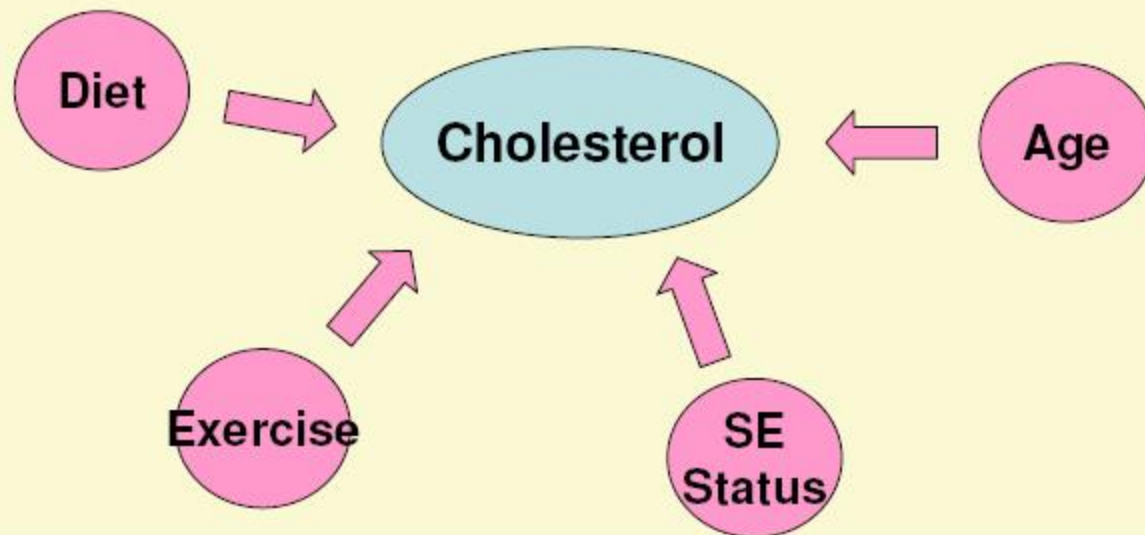 Diet
Cholesterol
Age
Exercise
SE
Status